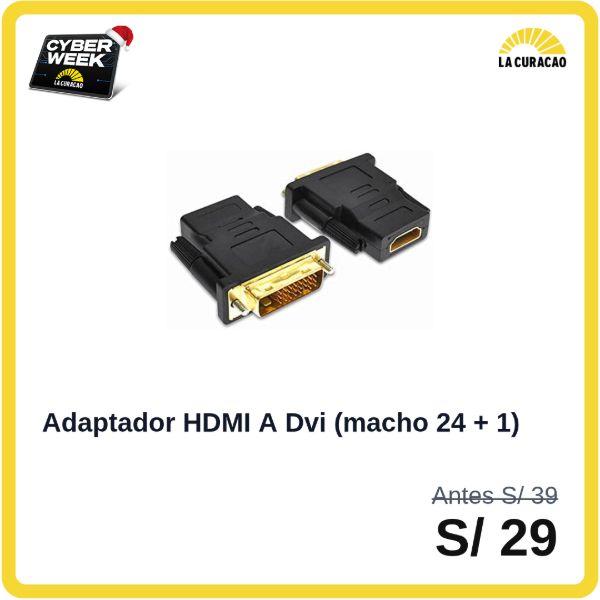 CYBER
WEEK
LA CURACAO
LA CURACAO
Adaptador HDMI A Dvi (macho 24 + 1)
Antes S/ 39
S/ 29